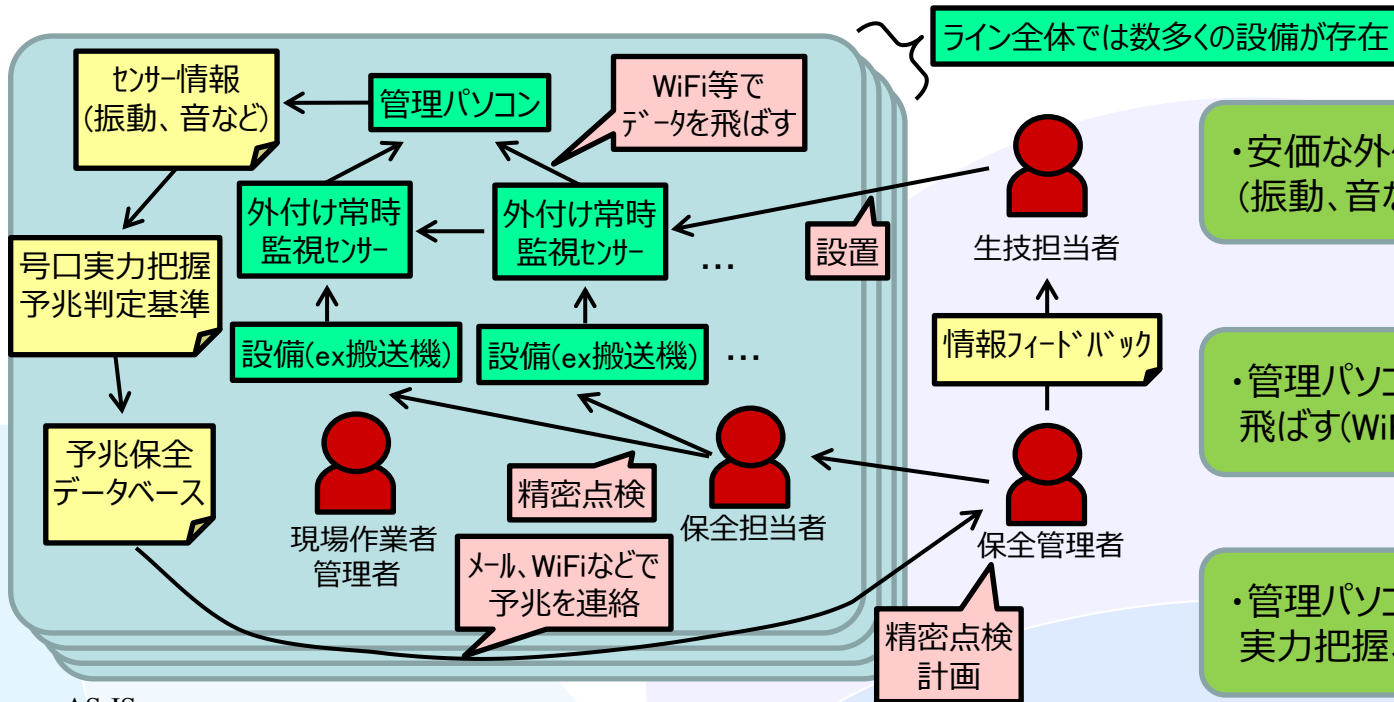 ライン全体では数多くの設備が存在
センサー情報
(振動、音など)
管理パソコン
WiFi等で
データを飛ばす
外付け常時
監視センサー
外付け常時
監視センサー
…
設置
生技担当者
号口実力把握
予兆判定基準
設備(ex搬送機)
設備(ex搬送機)
…
情報フィードバック
予兆保全
データベース
現場作業者
管理者
精密点検
保全担当者
メール、WiFiなどで
予兆を連絡
保全管理者
精密点検
計画
・安価な外
(振動、音な
・管理パソコ
飛ばす(WiF
・管理パソコ
実力把握、
AS-IS